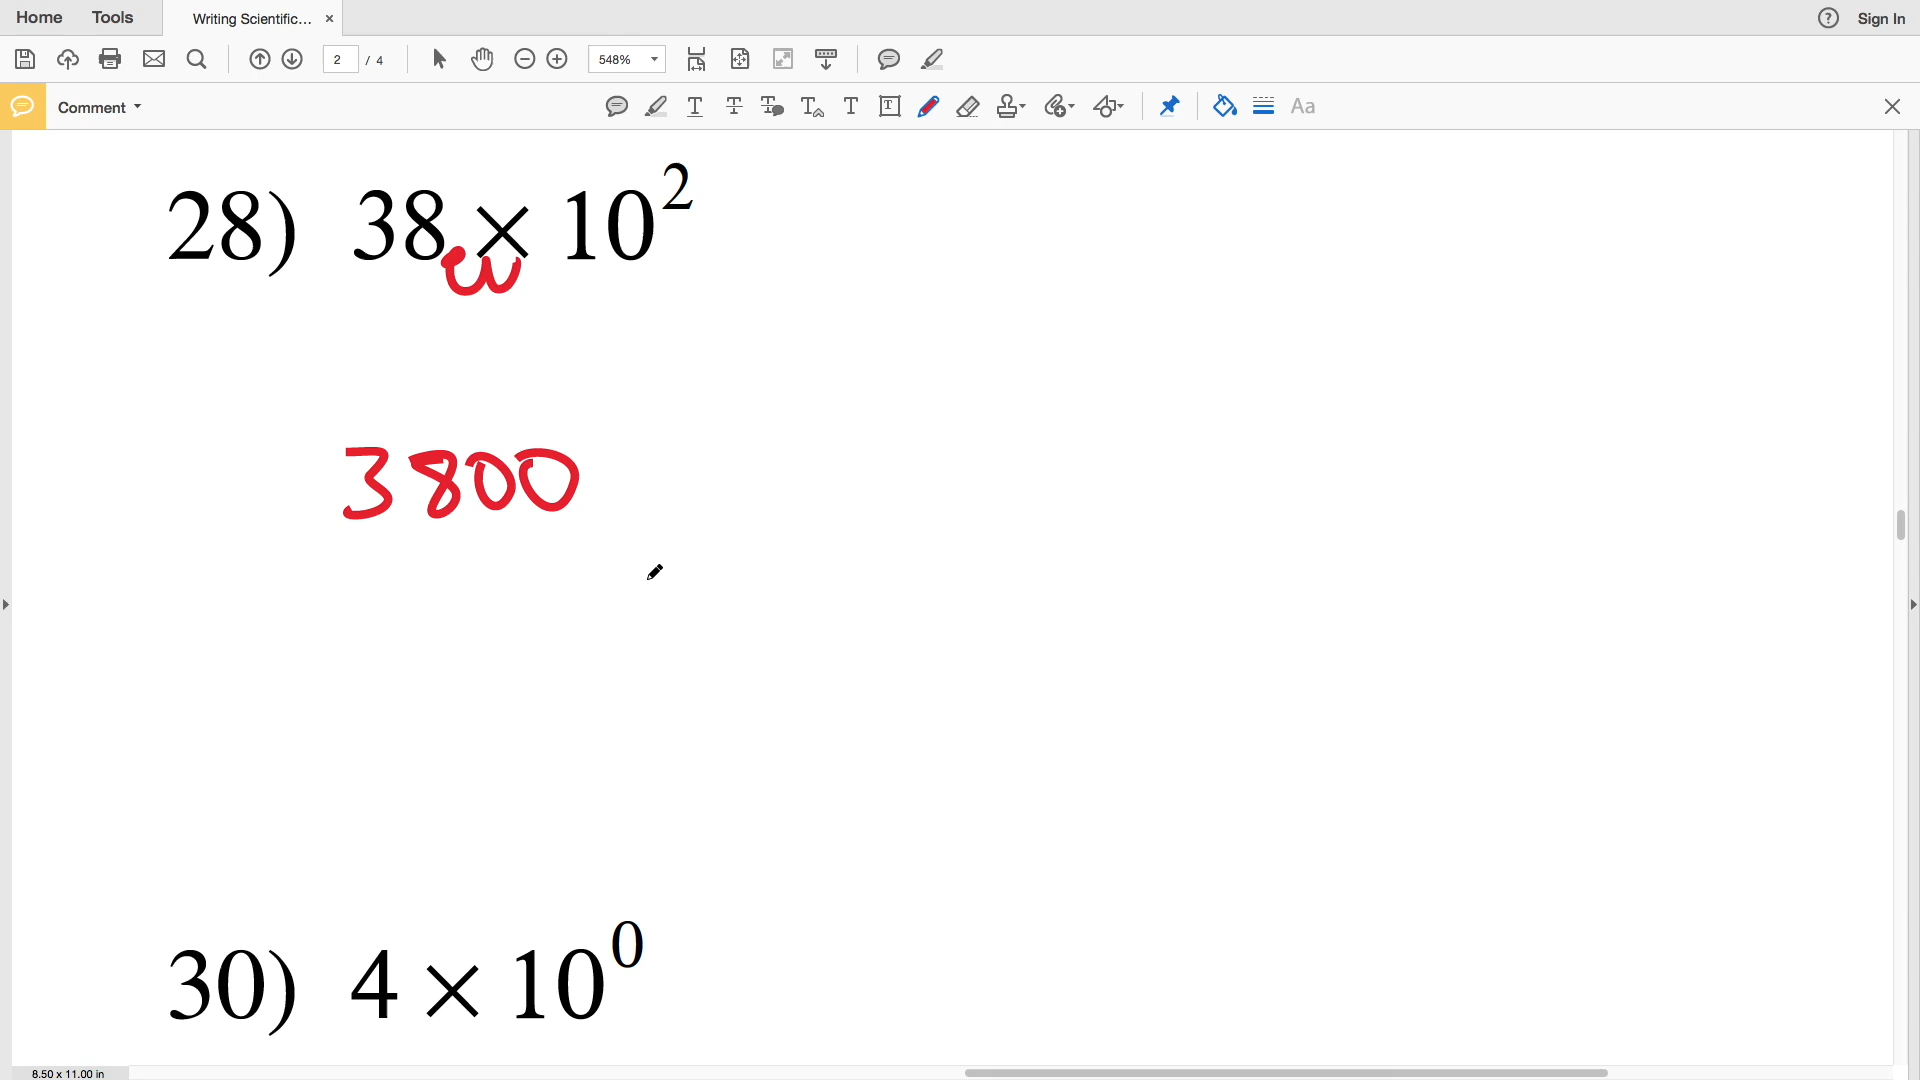 Home Tools Writing Scientific... × ? Sign In
2 / 4 548%
Comment T T T T T T Aa
28) 38 × 10²
3800
30) 4 × 10⁰
8.50 x 11.00 in